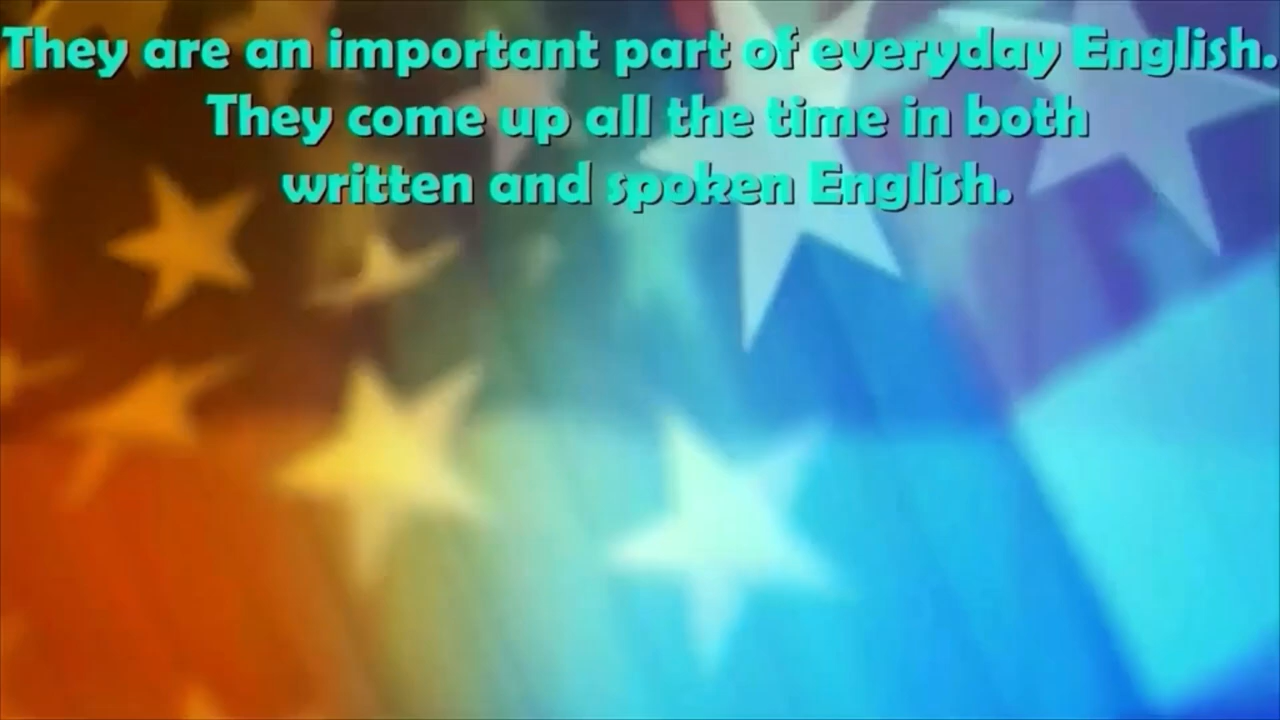 They are an important part of everyday English.
They come up all the time in both
written and spoken English.